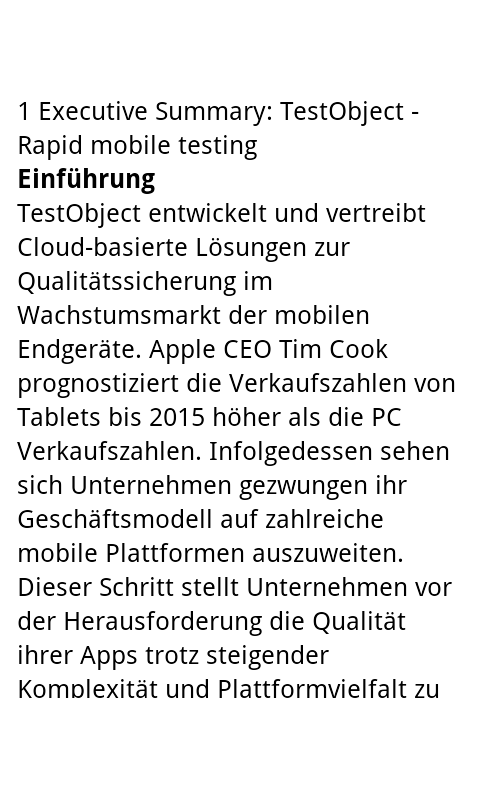 1 Executive Summary: TestObject -
Rapid mobile testing
Einführung
TestObject entwickelt und vertreibt
Cloud-basierte Lösungen zur
Qualitätssicherung im
Wachstumsmarkt der mobilen
Endgeräte. Apple CEO Tim Cook
prognostiziert die Verkaufszahlen von
Tablets bis 2015 höher als die PC
Verkaufszahlen. Infolgedessen sehen
sich Unternehmen gezwungen ihr
Geschäftsmodell auf zahlreiche
mobile Plattformen auszuweiten.
Dieser Schritt stellt Unternehmen vor
der Herausforderung die Qualität
ihrer Apps trotz steigender
Komplexität und Plattformvielfalt zu